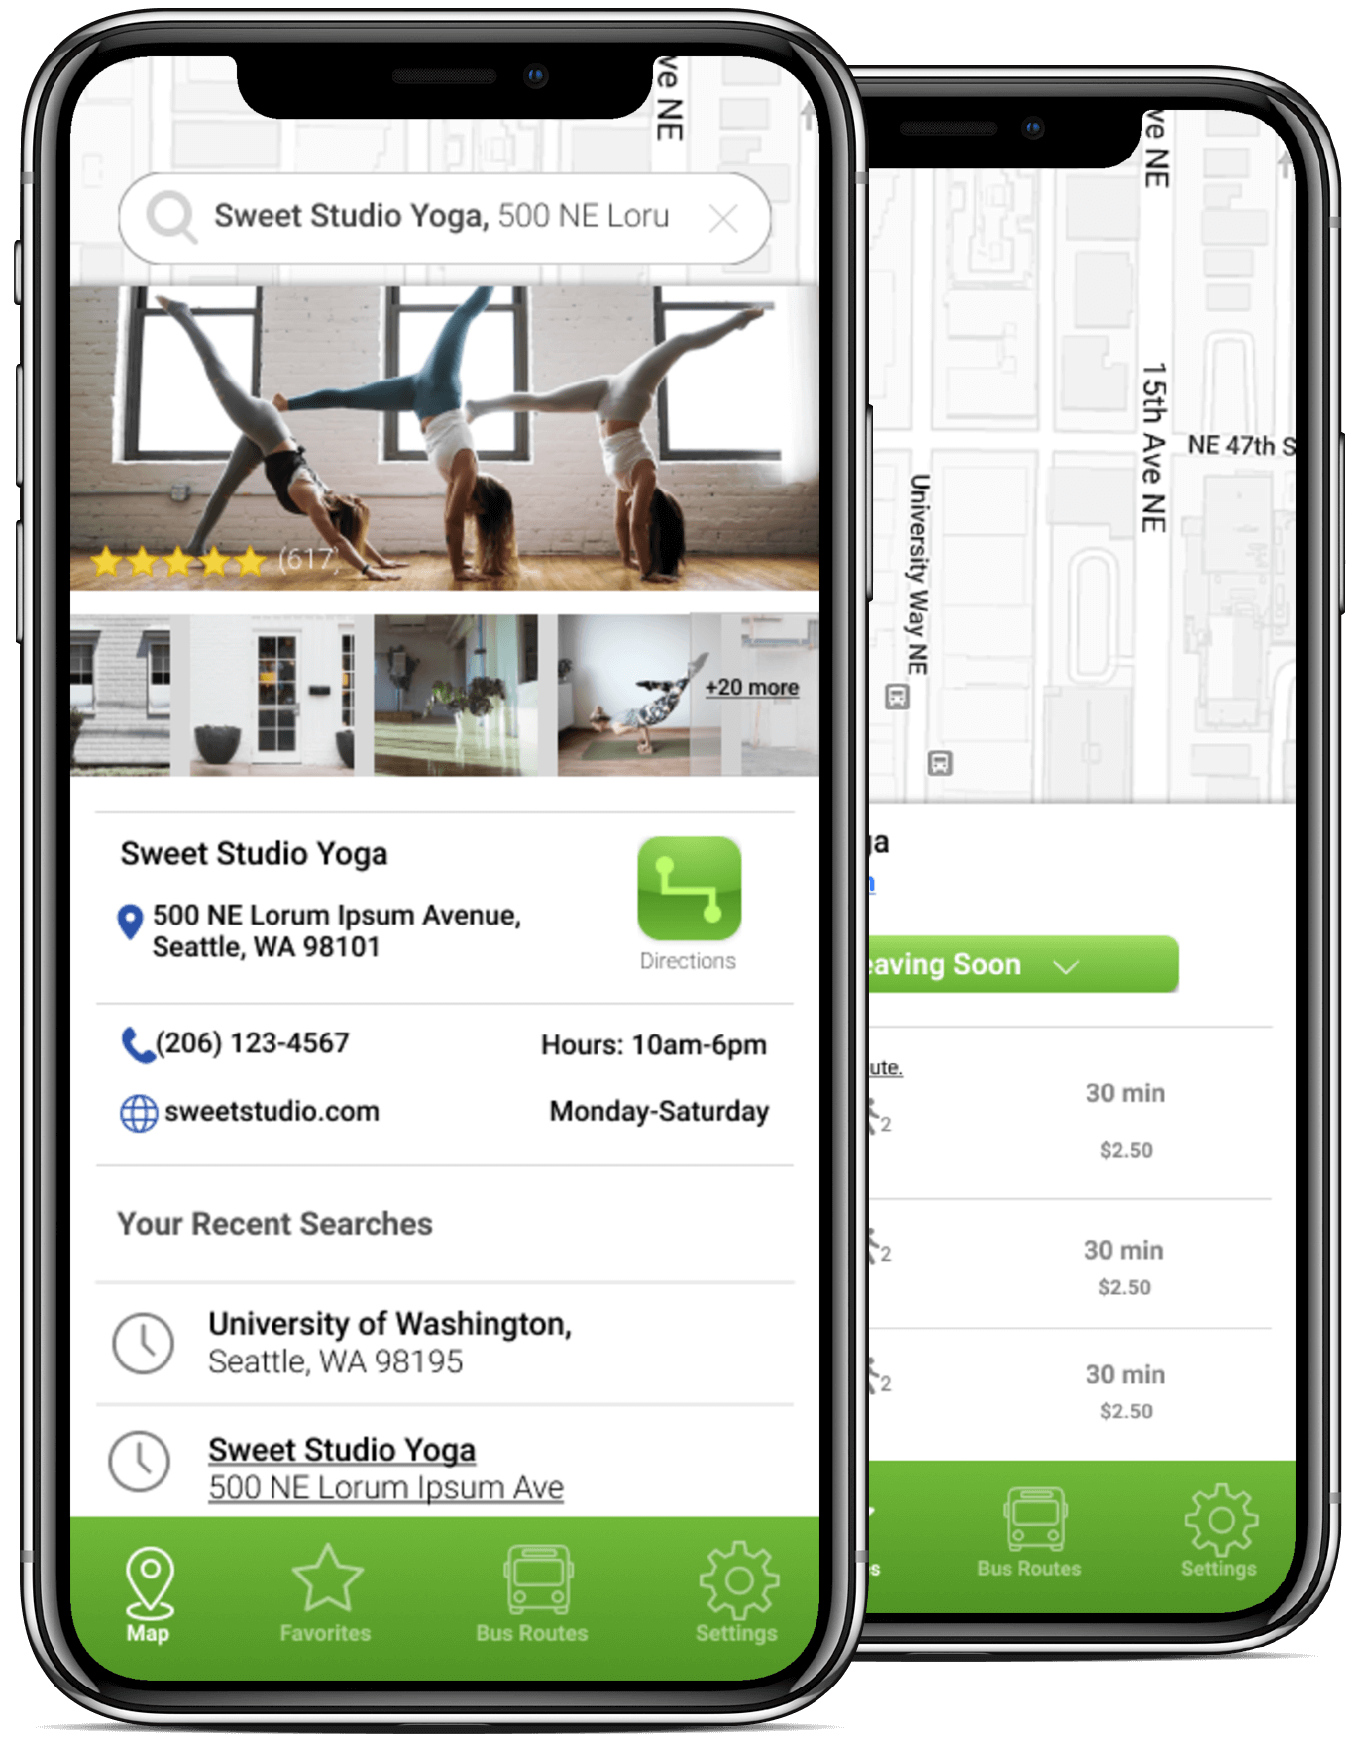 ve NE
Sweet Studio Yoga, 500 NE Loru
(617)
+20 more
Sweet Studio Yoga
500 NE Lorum Ipsum Avenue,
Seattle, WA 98101
Directions
(206) 123-4567
Hours: 10am-6pm
sweetstudio.com
Monday-Saturday
Your Recent Searches
University of Washington,
Seattle, WA 98195
Sweet Studio Yoga
500 NE Lorum Ipsum Ave
Map
Favorites
Bus Routes
Settings
ve NE
15th Ave NE
NE 47th S
University Way NE
ga
eaving Soon
ute.
30 min
2
$2.50
30 min
2
$2.50
30 min
2
$2.50
s
Bus Routes
Settings